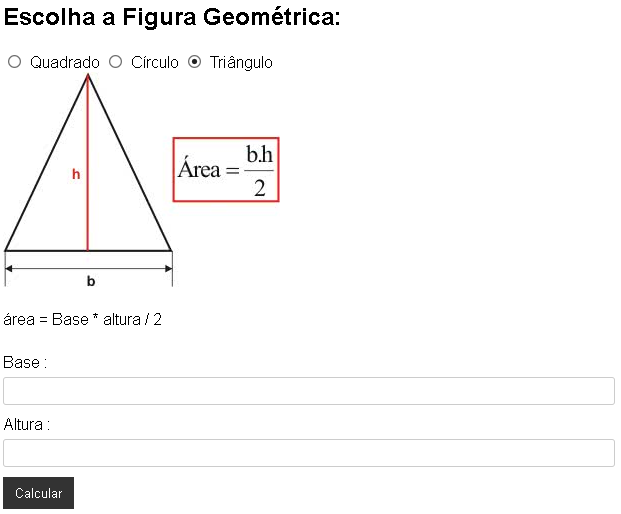 Escolha a Figura Geométrica:
Quadrado Círculo Triângulo
h
Área = b.h / 2
b
área = Base * altura / 2
Base :
Altura :
Calcular